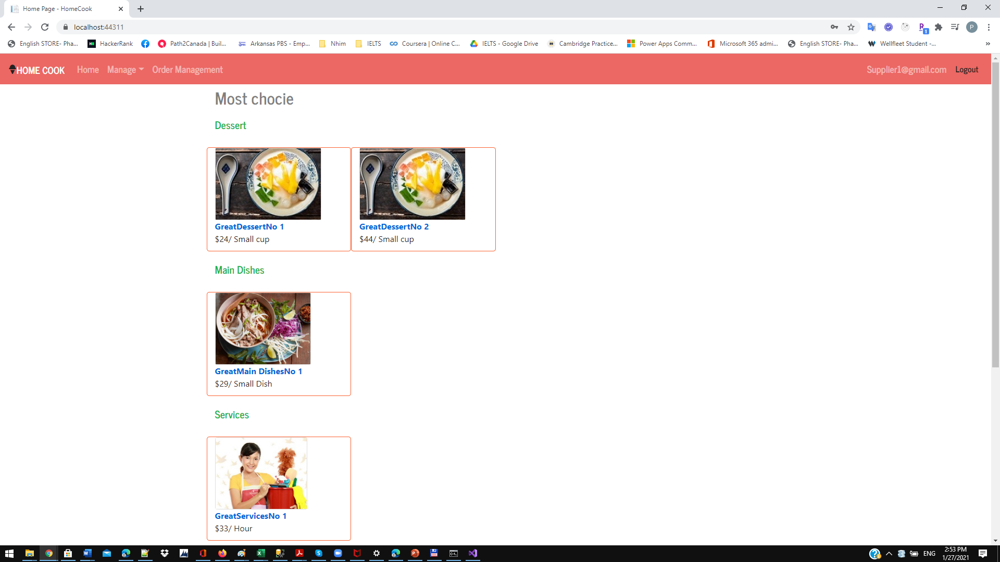 Home Page - HomeCook
localhost:44311
English STORE- Pha...
HackerRank
Path2Canada | Buil...
Arkansas PBS - Emp...
Nhim
IELTS
Coursera | Online C...
IELTS - Google Drive
Cambridge Practice...
Power Apps Comm...
Microsoft 365 admi...
English STORE- Pha...
Wellfleet Student -...
HOME COOK
Home
Manage
Order Management
Supplier1@gmail.com
Logout
Most chocie
Dessert
GreatDessertNo 1
$24/ Small cup
GreatDessertNo 2
$44/ Small cup
Main Dishes
GreatMain DishesNo 1
$29/ Small Dish
Services
GreatServicesNo 1
$33/ Hour
ENG
2:53 PM
1/27/2021